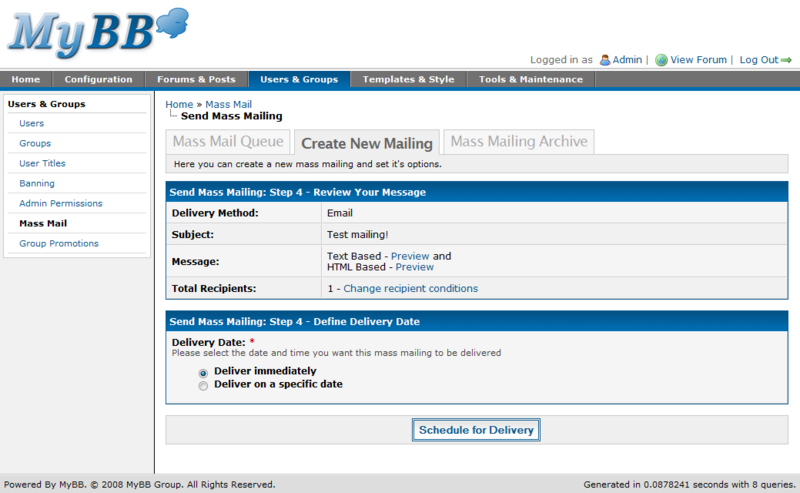 MyBB
Logged in as Admin | View Forum | Log Out
Home Configuration Forums & Posts Users & Groups Templates & Style Tools & Maintenance
Users & Groups
Users
Groups
User Titles
Banning
Admin Permissions
Mass Mail
Group Promotions
Home » Mass Mail
Send Mass Mailing
Mass Mail Queue Create New Mailing Mass Mailing Archive
Here you can create a new mass mailing and set it's options.
Send Mass Mailing: Step 4 - Review Your Message
Delivery Method: Email
Subject: Test mailing!
Message: Text Based - Preview and
HTML Based - Preview
Total Recipients: 1 - Change recipient conditions
Send Mass Mailing: Step 4 - Define Delivery Date
Delivery Date: *
Please select the date and time you want this mass mailing to be delivered
Deliver immediately
Deliver on a specific date
Schedule for Delivery
Powered By MyBB. © 2008 MyBB Group. All Rights Reserved. Generated in 0.0878241 seconds with 8 queries.